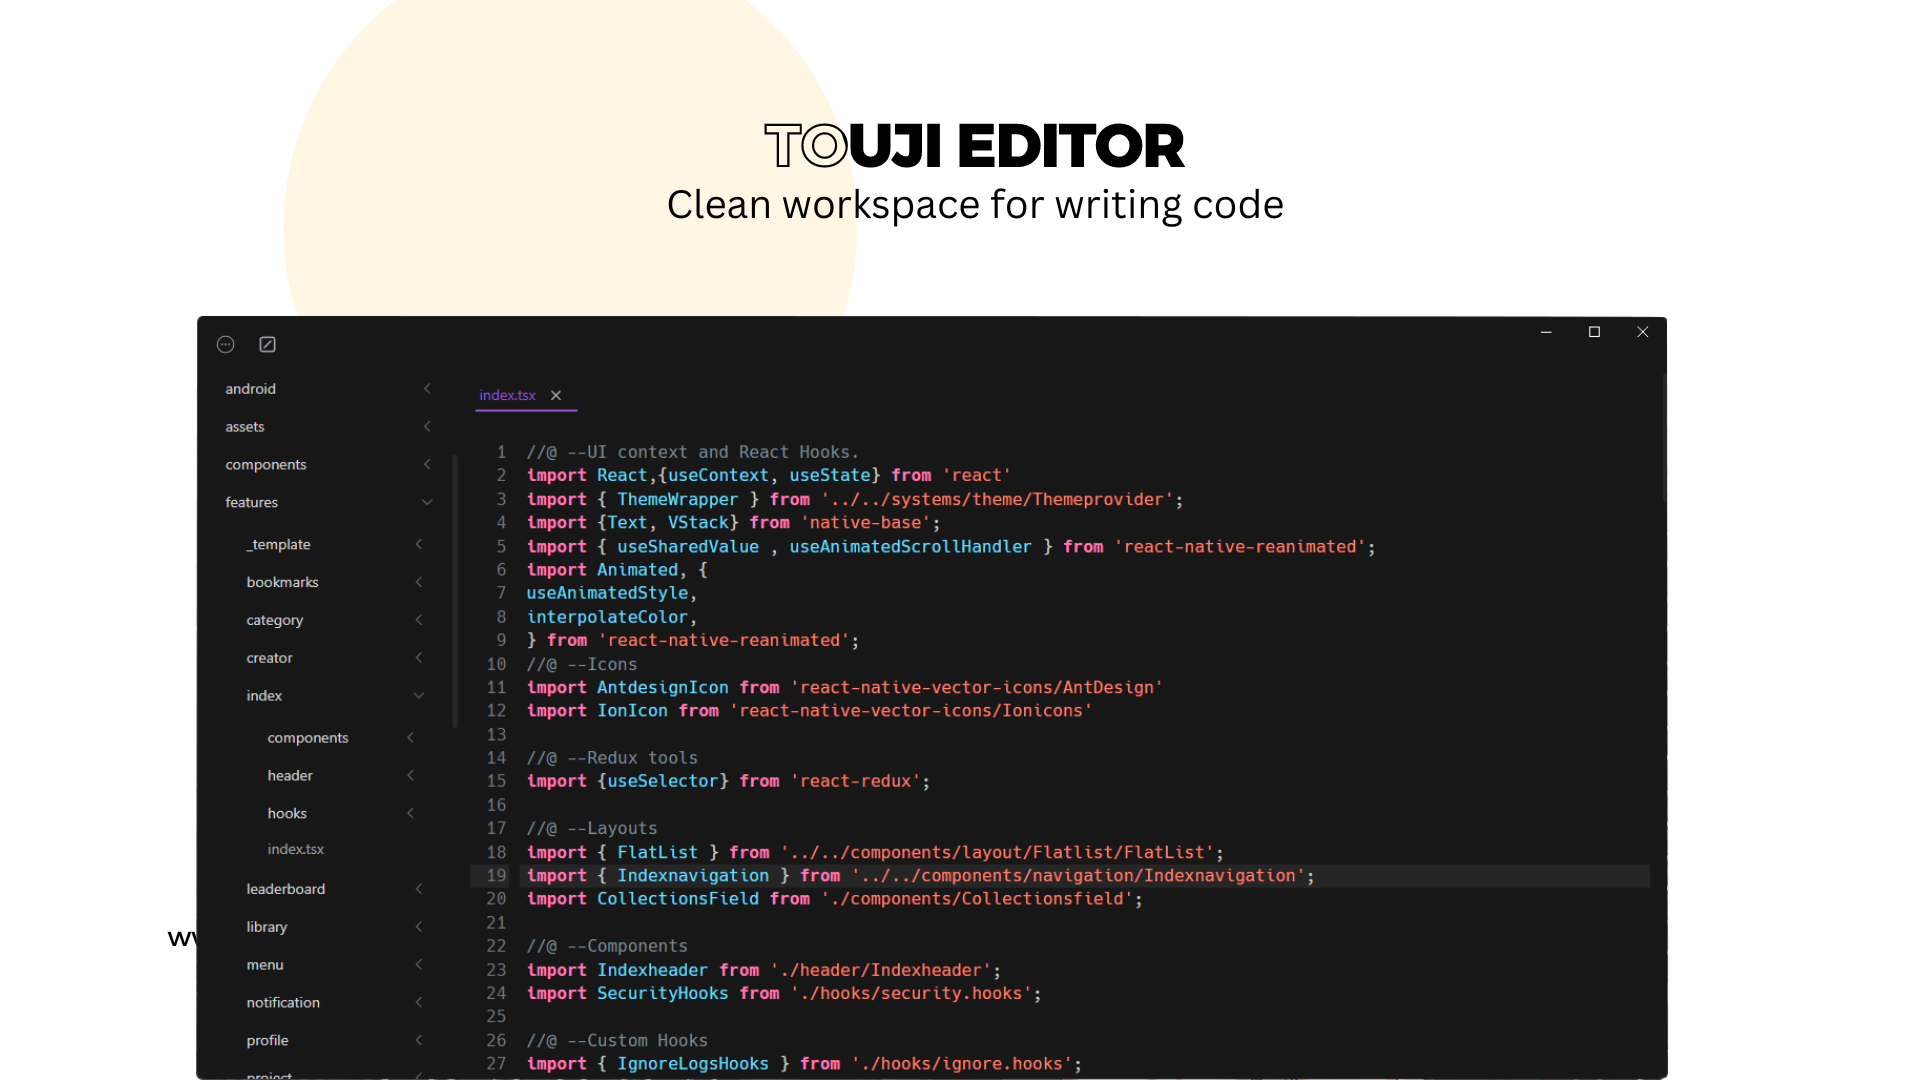 TOUJI EDITOR
Clean workspace for writing code
android
assets
components
features
_template
bookmarks
category
creator
index
components
header
hooks
index.tsx
leaderboard
library
menu
notification
profile
project
index.tsx
1 //@ --UI context and React Hooks.
2 import React,{useContext, useState} from 'react'
3 import { ThemeWrapper } from '../../systems/theme/Themeprovider';
4 import {Text, VStack} from 'native-base';
5 import { useSharedValue , useAnimatedScrollHandler } from 'react-native-reanimated';
6 import Animated, {
7 useAnimatedStyle,
8 interpolateColor,
9 } from 'react-native-reanimated';
10 //@ --Icons
11 import AntdesignIcon from 'react-native-vector-icons/AntDesign'
12 import IonIcon from 'react-native-vector-icons/Ionicons'
13
14 //@ --Redux tools
15 import {useSelector} from 'react-redux';
16
17 //@ --Layouts
18 import { FlatList } from '../../components/layout/Flatlist/FlatList';
19 import { Indexnavigation } from '../../components/navigation/Indexnavigation';
20 import CollectionsField from './components/Collectionsfield';
21
22 //@ --Components
23 import Indexheader from './header/Indexheader';
24 import SecurityHooks from './hooks/security.hooks';
25
26 //@ --Custom Hooks
27 import { IgnoreLogsHooks } from './hooks/ignore.hooks';